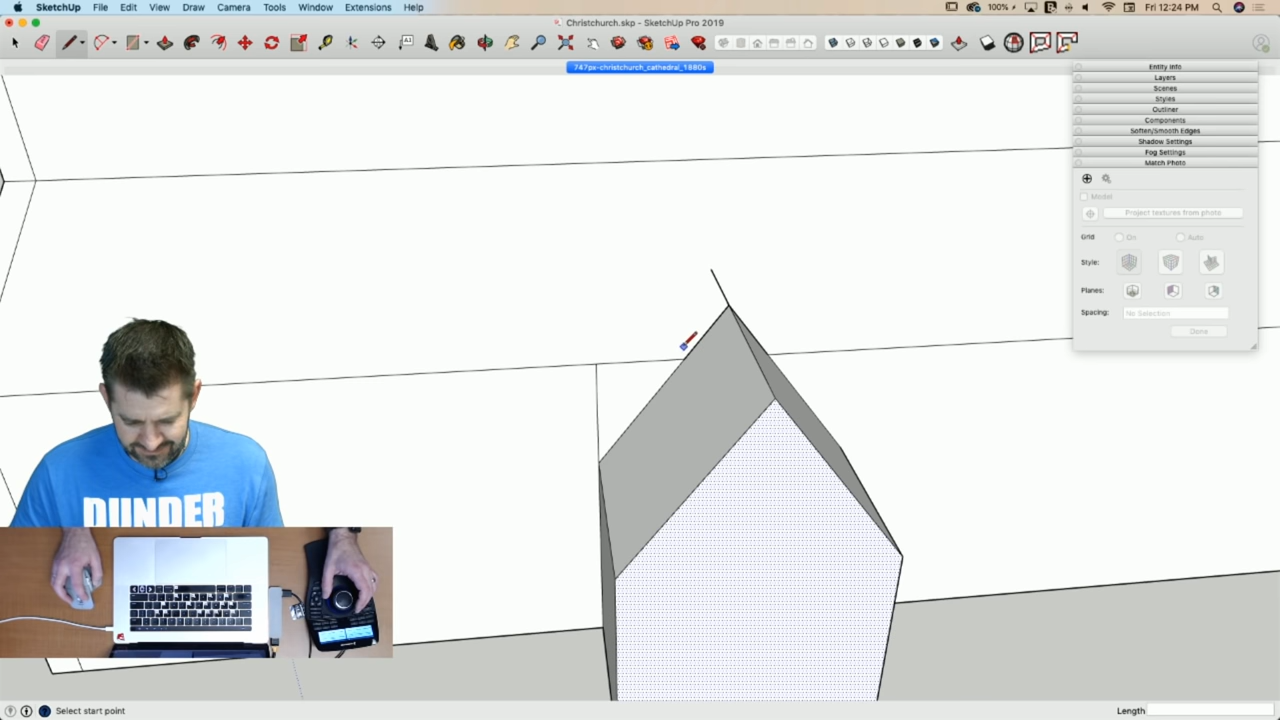 SketchUp File Edit View Draw Camera Tools Window Extensions Help
100% Fri 12:24 PM
Christchurch.skp - SketchUp Pro 2019
747px-christchurch_cathedral_1880s
Entity Info
Layers
Scenes
Styles
Outliner
Components
Soften/Smooth Edges
Shadow Settings
Fog Settings
Match Photo
Model
Project textures from photo
Grid On Auto
Style:
Planes:
Spacing: No Selection
Done
DUNDER
Select start point
Length